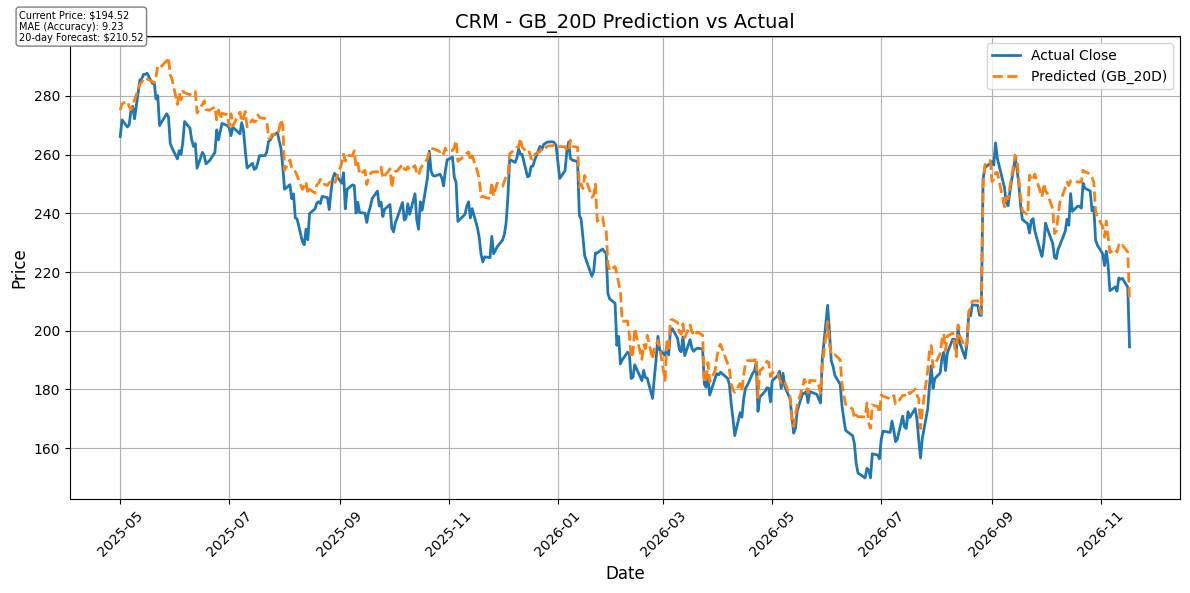 CRM - GB_20D Prediction vs Actual
Current Price: $194.52
MAE (Accuracy): 9.23
20-day Forecast: $210.52
Actual Close
Predicted (GB_20D)
Price
280
260
240
220
200
180
160
2025-05
2025-07
2025-09
2025-11
2026-01
2026-03
2026-05
2026-07
2026-09
2026-11
Date